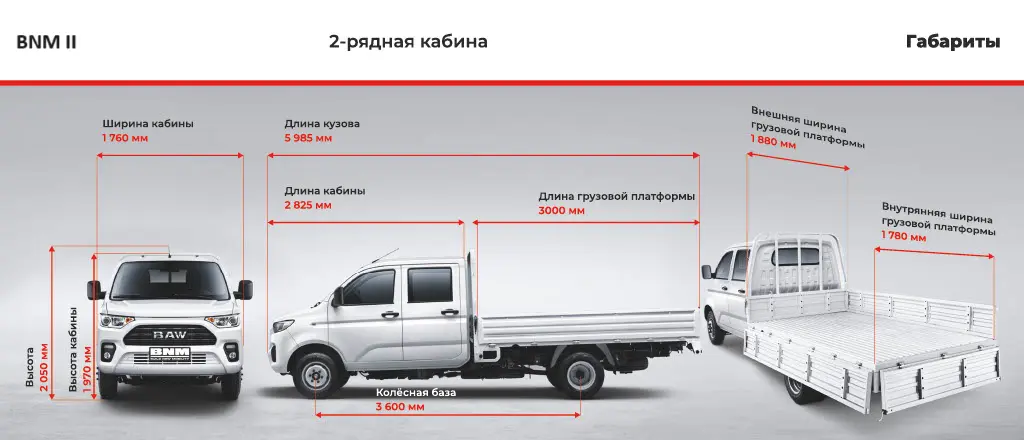 BNM II
2-рядная кабина
Габариты
Ширина кабины
1 760 мм
Длина кузова
5 985 мм
Внешняя ширина
грузовой платформы
1 880 мм
Длина кабины
2 825 мм
Длина грузовой платформы
3000 мм
Внутрянняя ширина
грузовой платформы
1 780 мм
Высота
2 050 мм
Высота кабины
1 970 мм
BAW
BNM
Колёсная база
3 600 мм